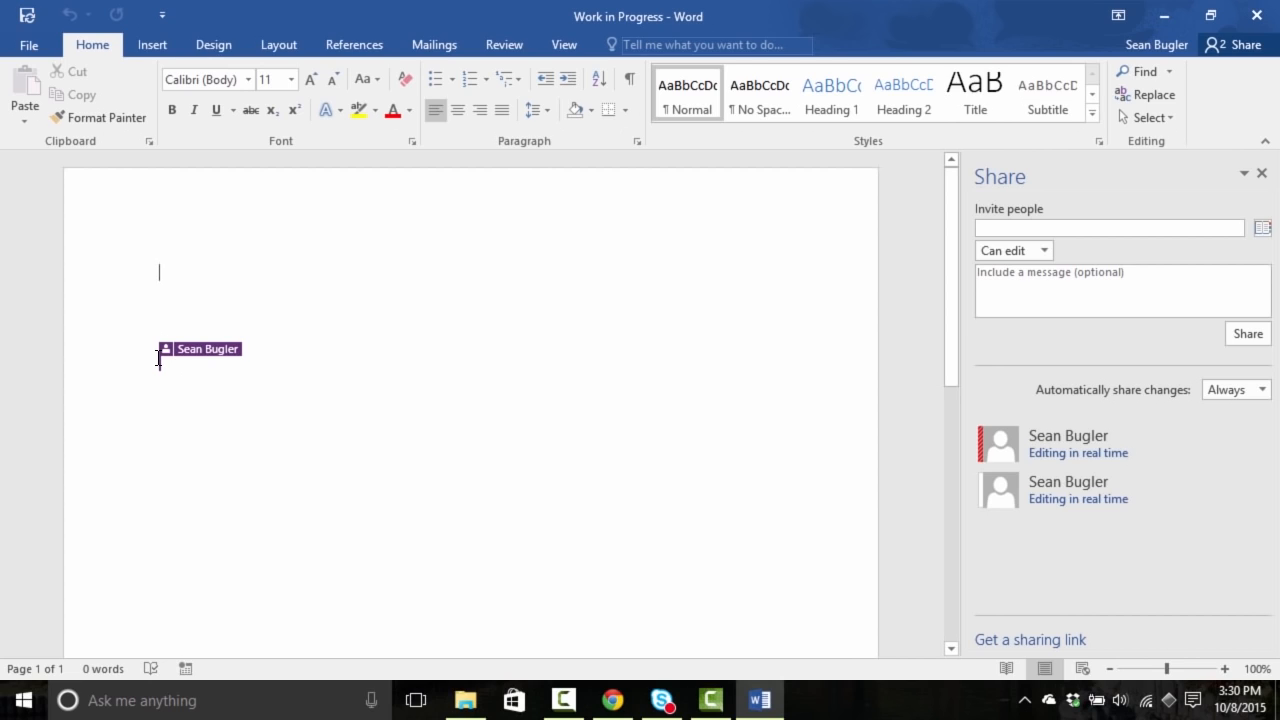 Work in Progress - Word
File Home Insert Design Layout References Mailings Review View Tell me what you want to do... Sean Bugler 2 Share
Paste
Cut
Copy
Format Painter
Clipboard
Calibri (Body) 11 Aa
B I U abc x₂ x² A A
Font
Paragraph
AaBbCcDc AaBbCcDc AaBbCc AaBbCcD AaB AaBbCcD
¶ Normal ¶ No Spac... Heading 1 Heading 2 Title Subtitle
Styles
Find
Replace
Select
Editing
Sean Bugler
Share
Invite people
Can edit
Include a message (optional)
Share
Automatically share changes: Always
Sean Bugler
Editing in real time
Sean Bugler
Editing in real time
Get a sharing link
Page 1 of 1 0 words 100%
Ask me anything
3:30 PM
10/8/2015